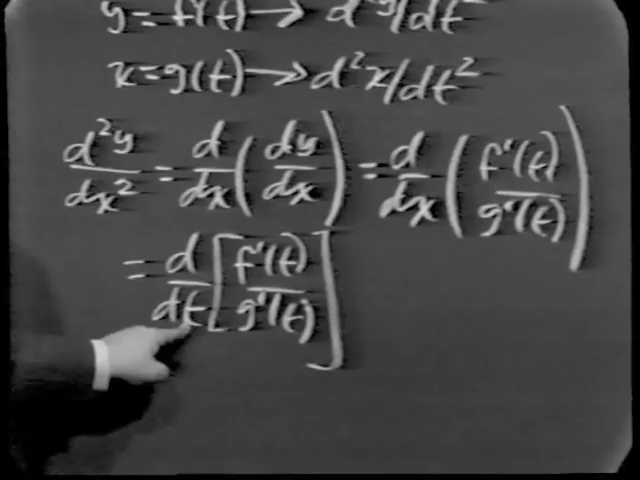 y = f(t) → d²y/dt²
x = g(t) → d²x/dt²
d²y/dx² = d/dx (dy/dx) = d/dx (f'(t)/g'(t))
= d/dt [f'(t)/g'(t)]